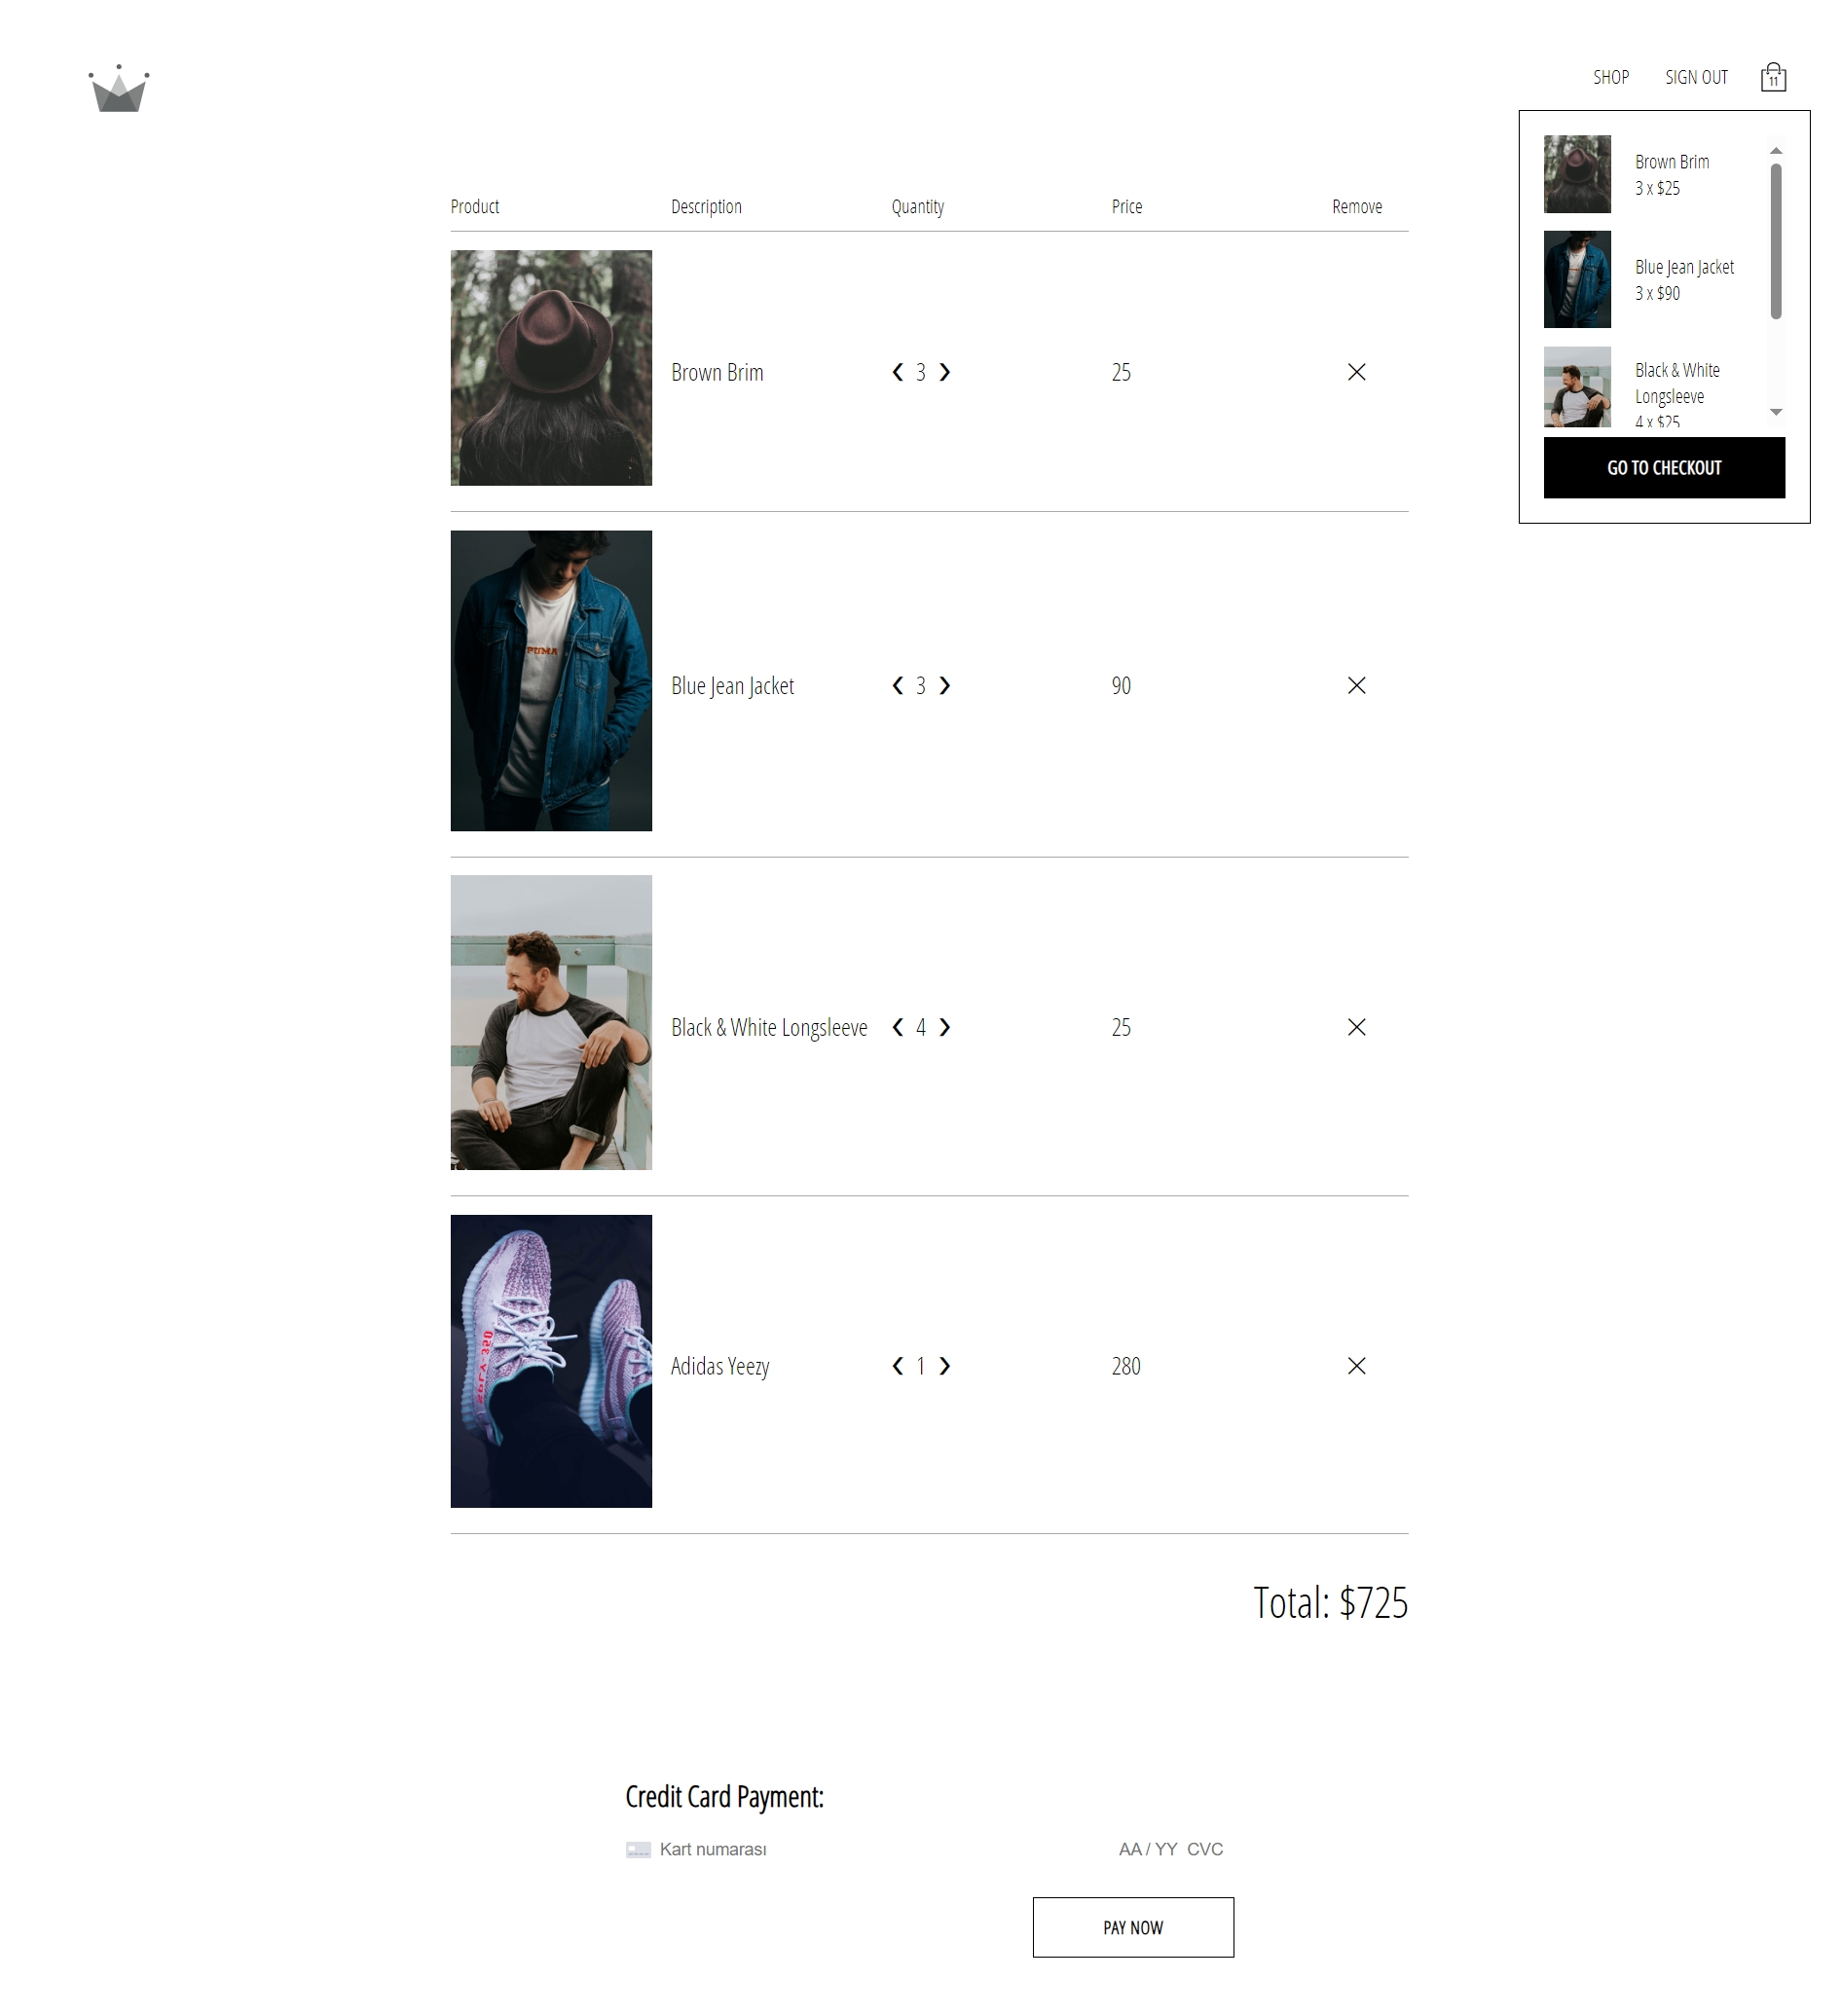 SHOP
SIGN OUT
11
Brown Brim
3 x $25
Blue Jean Jacket
3 x $90
Black & White
Longsleeve
4 x $25
GO TO CHECKOUT
Product
Description
Quantity
Price
Remove
Brown Brim
❮ 3 ❯
25
✕
PUMA
Blue Jean Jacket
❮ 3 ❯
90
✕
Black & White Longsleeve
❮ 4 ❯
25
✕
Adidas Yeezy
❮ 1 ❯
280
✕
Total: $725
Credit Card Payment:
Kart numarası
AA / YY CVC
PAY NOW